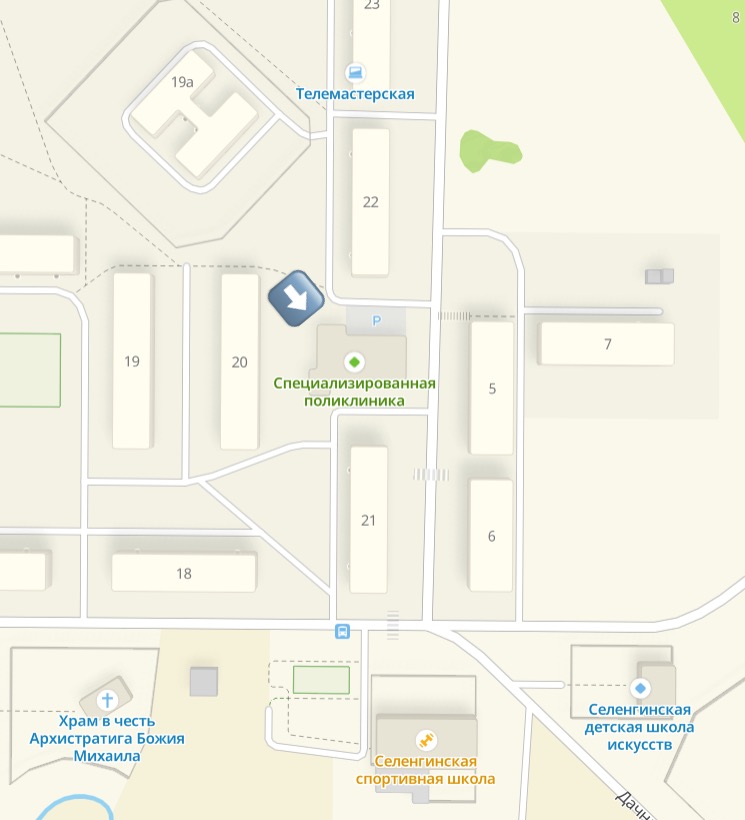 23
8
19а
Телемастерская
22
P
7
19
20
5
Специализированная
поликлиника
21
6
18
Храм в честь
Архистратига Божия
Михаила
Селенгинская
детская школа
искусств
Селенгинская
спортивная школа
Дачн